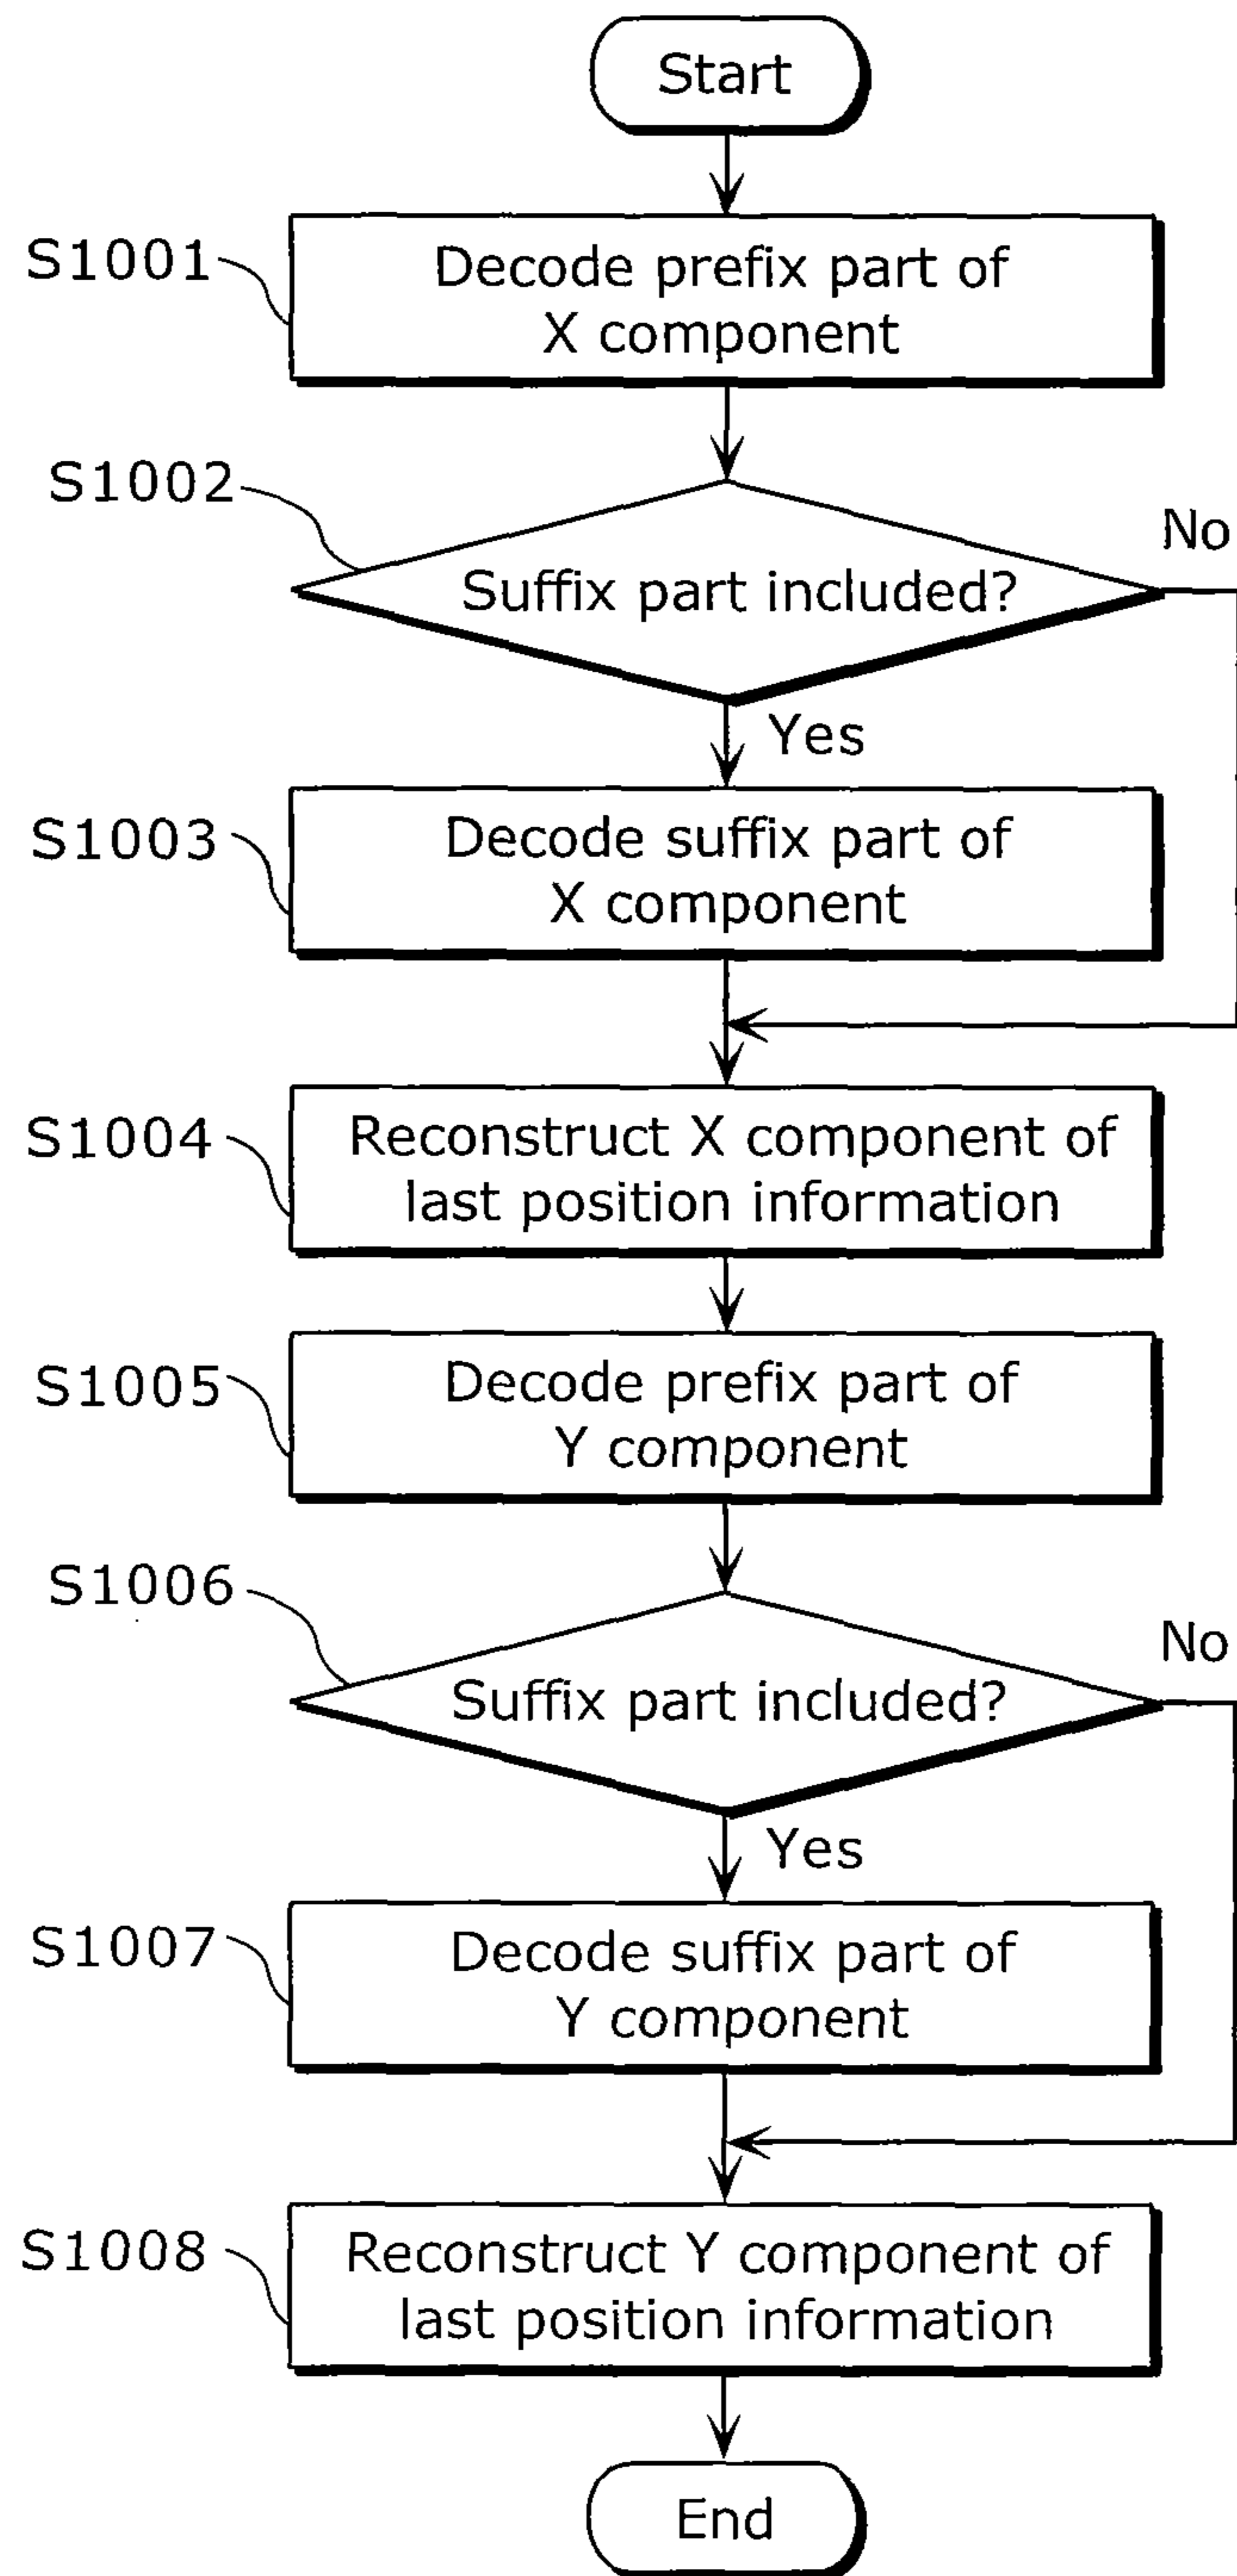 Start
S1001
Decode prefix part of
X component
S1002
No
Suffix part included?
Yes
S1003
Decode suffix part of
X component
S1004
Reconstruct X component of
last position information
S1005
Decode prefix part of
Y component
S1006
No
Suffix part included?
Yes
S1007
Decode suffix part of
Y component
S1008
Reconstruct Y component of
last position information
End